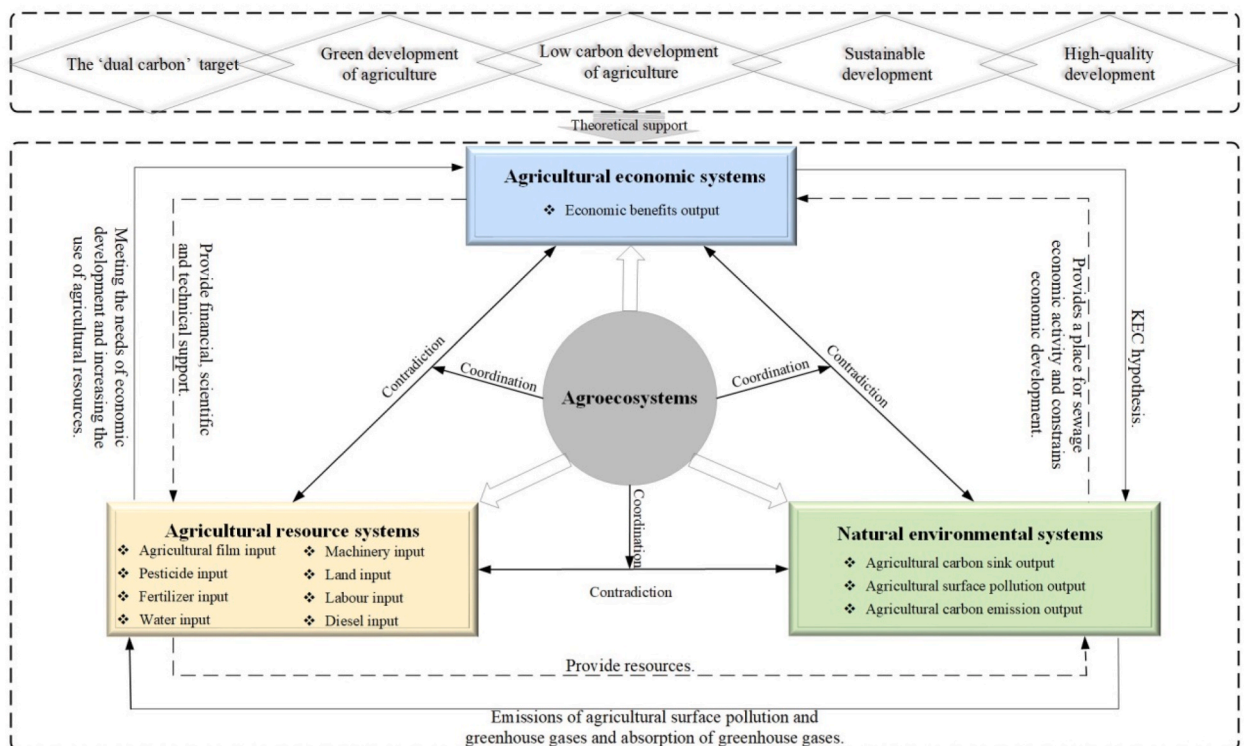 The ‘dual carbon’ target
Green development
of agriculture
Low carbon development
of agriculture
Sustainable
development
High-quality
development
Theoretical support
Agricultural economic systems
❖ Economic benefits output
Meeting the needs of economic
development and increasing the
use of agricultural resources.
Provide financial, scientific
and technical support.
Provides a place for sewage
economic activity and constrains
economic development.
KEC hypothesis.
Contradiction
Coordination
Agroecosystems
Coordination
Contradiction
Coordination
Contradiction
Agricultural resource systems
❖ Agricultural film input
❖ Pesticide input
❖ Fertilizer input
❖ Water input
❖ Machinery input
❖ Land input
❖ Labour input
❖ Diesel input
Natural environmental systems
❖ Agricultural carbon sink output
❖ Agricultural surface pollution output
❖ Agricultural carbon emission output
Provide resources.
Emissions of agricultural surface pollution and
greenhouse gases and absorption of greenhouse gases.